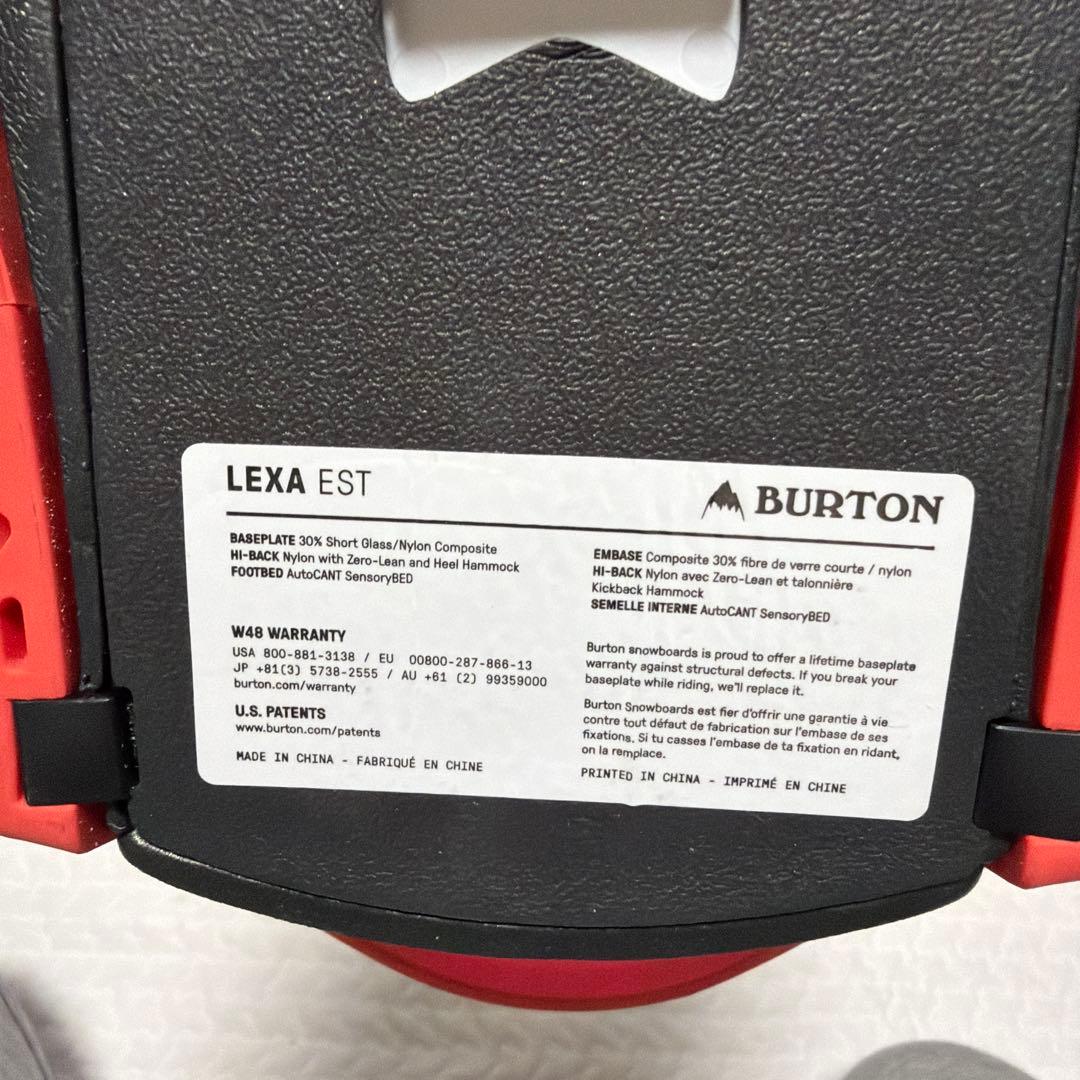 LEXA EST
BURTON
BASEPLATE 30% Short Glass/Nylon Composite
HI-BACK Nylon with Zero-Lean and Heel Hammock
FOOTBED AutoCANT SensoryBED
EMBASE Composite 30% fibre de verre courte / nylon
HI-BACK Nylon avec Zero-Lean et talonnière
Kickback Hammock
SEMELLE INTERNE AutoCANT SensoryBED
W48 WARRANTY
USA 800-881-3138 / EU 00800-287-866-13
JP +81(3) 5738-2555 / AU +61 (2) 99359000
burton.com/warranty
U.S. PATENTS
www.burton.com/patents
MADE IN CHINA - FABRIQUÉ EN CHINE
Burton snowboards is proud to offer a lifetime baseplate
warranty against structural defects. If you break your
baseplate while riding, we'll replace it.
Burton Snowboards est fier d'offrir une garantie à vie
contre tout défaut de fabrication sur l'embase de ses
fixations. Si tu casses l'embase de ta fixation en ridant,
on la remplace.
PRINTED IN CHINA - IMPRIMÉ EN CHINE